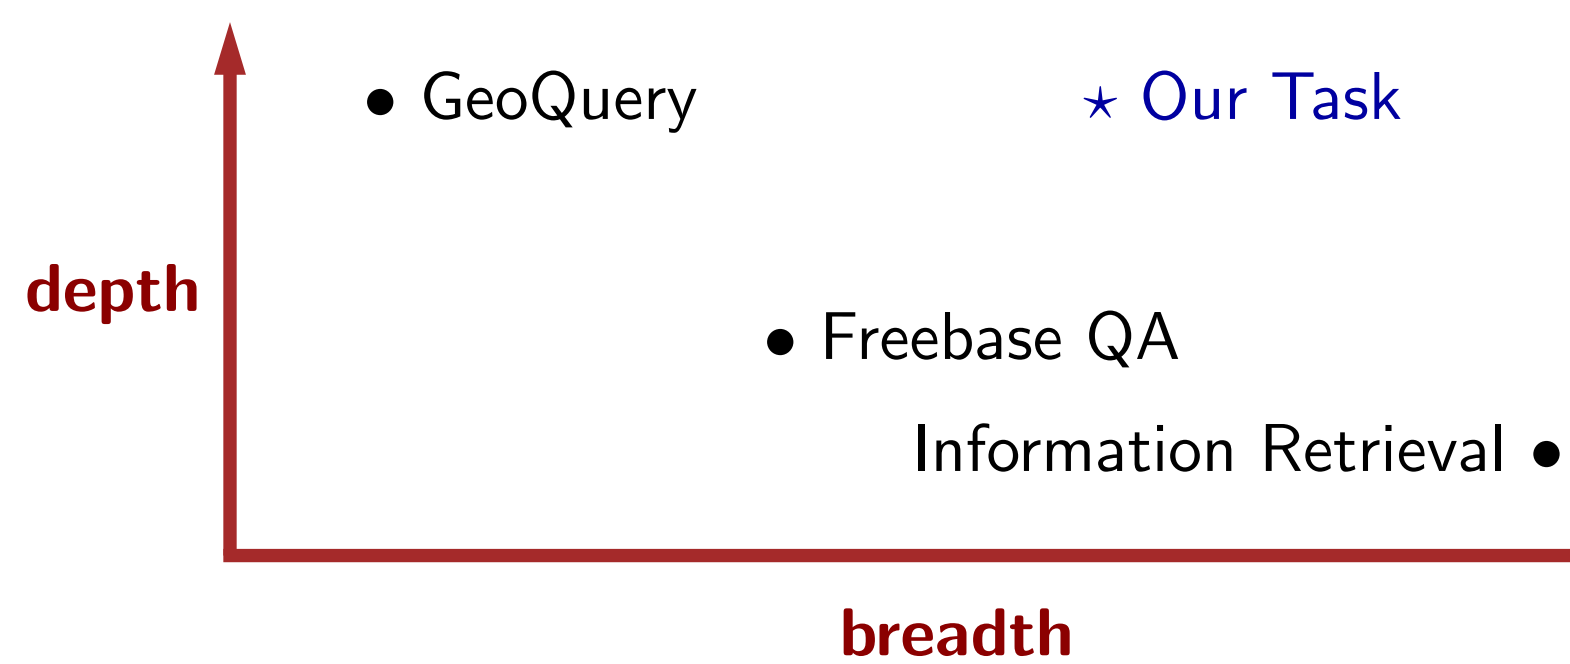 GeoQuery
Our Task
depth
Freebase QA
Information Retrieval
breadth